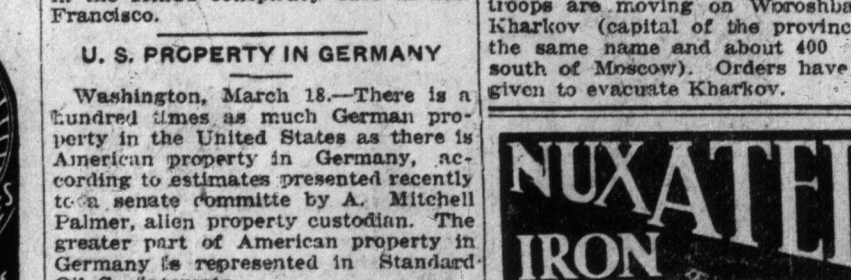 Francisco.
U. S. PROPERTY IN GERMANY
Washington, March 18.—There is a
hundred times as much German pro-
perty in the United States as there is
American property in Germany, ac-
cording to estimates presented recently
to a senate committe by A. Mitchell
Palmer, alien property custodian. The
greater part of American property in
Germany is represented in Standard
troops are moving on
Kharkov (capital of the
the same name and about 400
south of Moscow). Orders have
given to evacuate Kharkov.
NUXATE
IRON